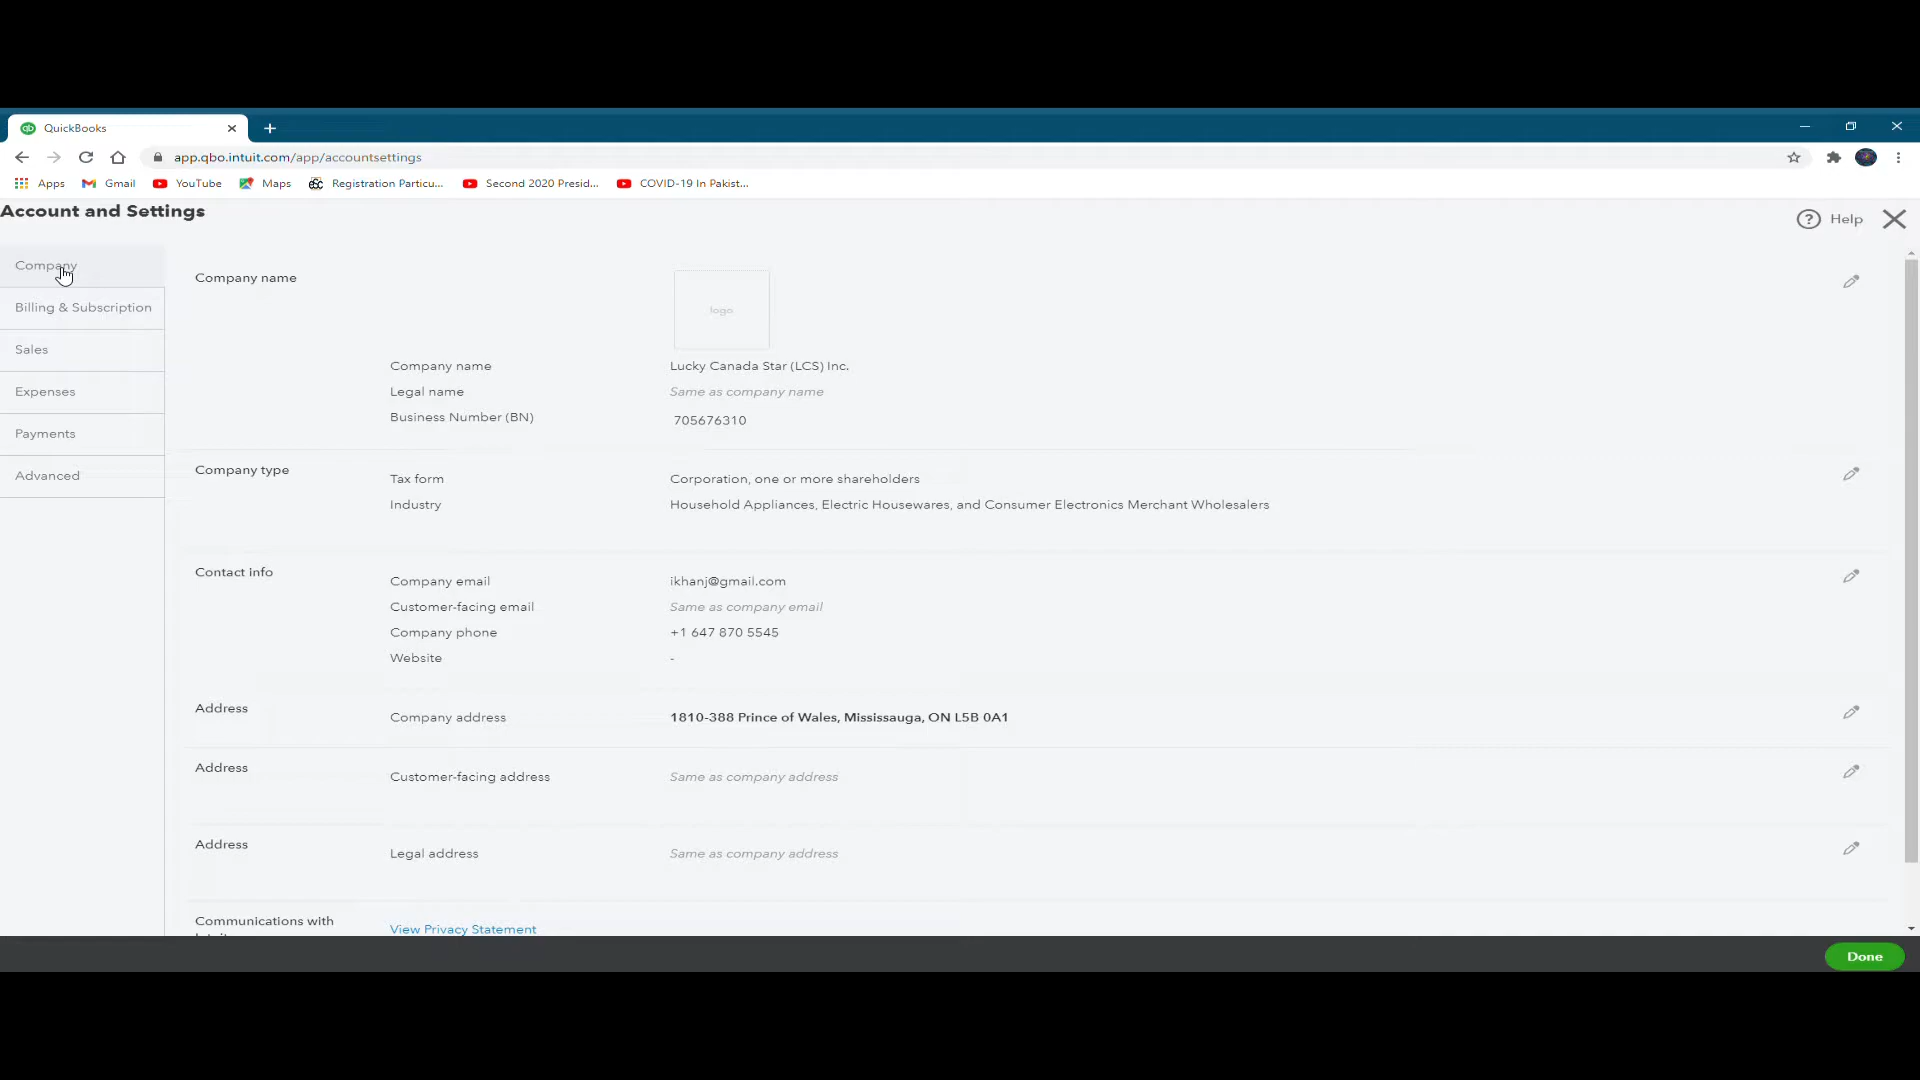 QuickBooks
app.qbo.intuit.com/app/accountsettings
Apps Gmail YouTube Maps Registration Particu... Second 2020 Presid... COVID-19 In Pakist...
Account and Settings
? Help
Company
Billing & Subscription
Sales
Expenses
Payments
Advanced
Company name
logo
Company name Lucky Canada Star (LCS) Inc.
Legal name Same as company name
Business Number (BN) 705676310
Company type
Tax form Corporation, one or more shareholders
Industry Household Appliances, Electric Housewares, and Consumer Electronics Merchant Wholesalers
Contact info
Company email ikhanj@gmail.com
Customer-facing email Same as company email
Company phone +1 647 870 5545
Website -
Address
Company address 1810-388 Prince of Wales, Mississauga, ON L5B 0A1
Address
Customer-facing address Same as company address
Address
Legal address Same as company address
Communications with
View Privacy Statement
Done